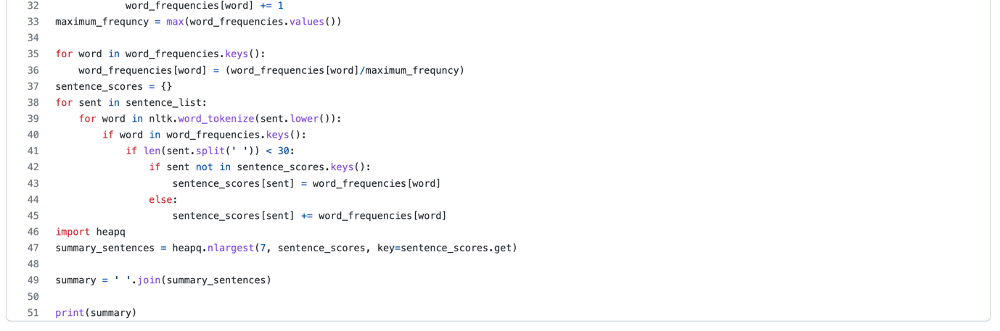 32 word_frequencies[word] += 1
33 maximum_frequncy = max(word_frequencies.values())
34
35 for word in word_frequencies.keys():
36     word_frequencies[word] = (word_frequencies[word]/maximum_frequncy)
37 sentence_scores = {}
38 for sent in sentence_list:
39     for word in nltk.word_tokenize(sent.lower()):
40         if word in word_frequencies.keys():
41             if len(sent.split(' ')) < 30:
42                 if sent not in sentence_scores.keys():
43                     sentence_scores[sent] = word_frequencies[word]
44                 else:
45                     sentence_scores[sent] += word_frequencies[word]
46 import heapq
47 summary_sentences = heapq.nlargest(7, sentence_scores, key=sentence_scores.get)
48
49 summary = ' '.join(summary_sentences)
50
51 print(summary)